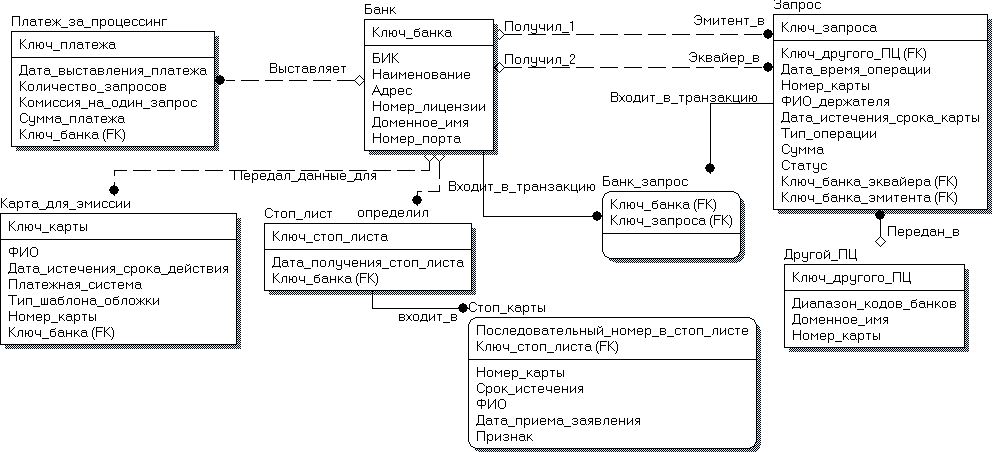 Платеж_за_процессинг
Ключ_платежа
Дата_выставления_платежа
Количество_запросов
Комиссия_на_один_запрос
Сумма_платежа
Ключ_банка (FK)
Выставляет
Банк
Ключ_банка
БИК
Наименование
Адрес
Номер_лицензии
Доменное_имя
Номер_порта
Получил_1
Эмитент_в
Получил_2
Эквайер_в
Запрос
Ключ_запроса
Ключ_другого_ПЦ (FK)
Дата_время_операции
Номер_карты
ФИО_держателя
Дата_истечения_срока_карты
Тип_операции
Сумма
Статус
Ключ_банка_эквайера (FK)
Ключ_банка_эмитента (FK)
Входит_в_транзакцию
Передал_данные_для
Входит_в_транзакцию
Банк_запрос
Ключ_банка (FK)
Ключ_запроса (FK)
Карта_для_эмиссии
Ключ_карты
ФИО
Дата_истечения_срока_действия
Платежная_система
Тип_шаблона_обложки
Номер_карты
Ключ_банка (FK)
определил
Стоп_лист
Ключ_стоп_листа
Дата_получения_стоп_листа
Ключ_банка (FK)
входит_в
Стоп_карты
Последовательный_номер_в_стоп_листе
Ключ_стоп_листа (FK)
Номер_карты
Срок_истечения
ФИО
Дата_приема_заявления
Признак
Передан_в
Другой_ПЦ
Ключ_другого_ПЦ
Диапазон_кодов_банков
Доменное_имя
Номер_карты